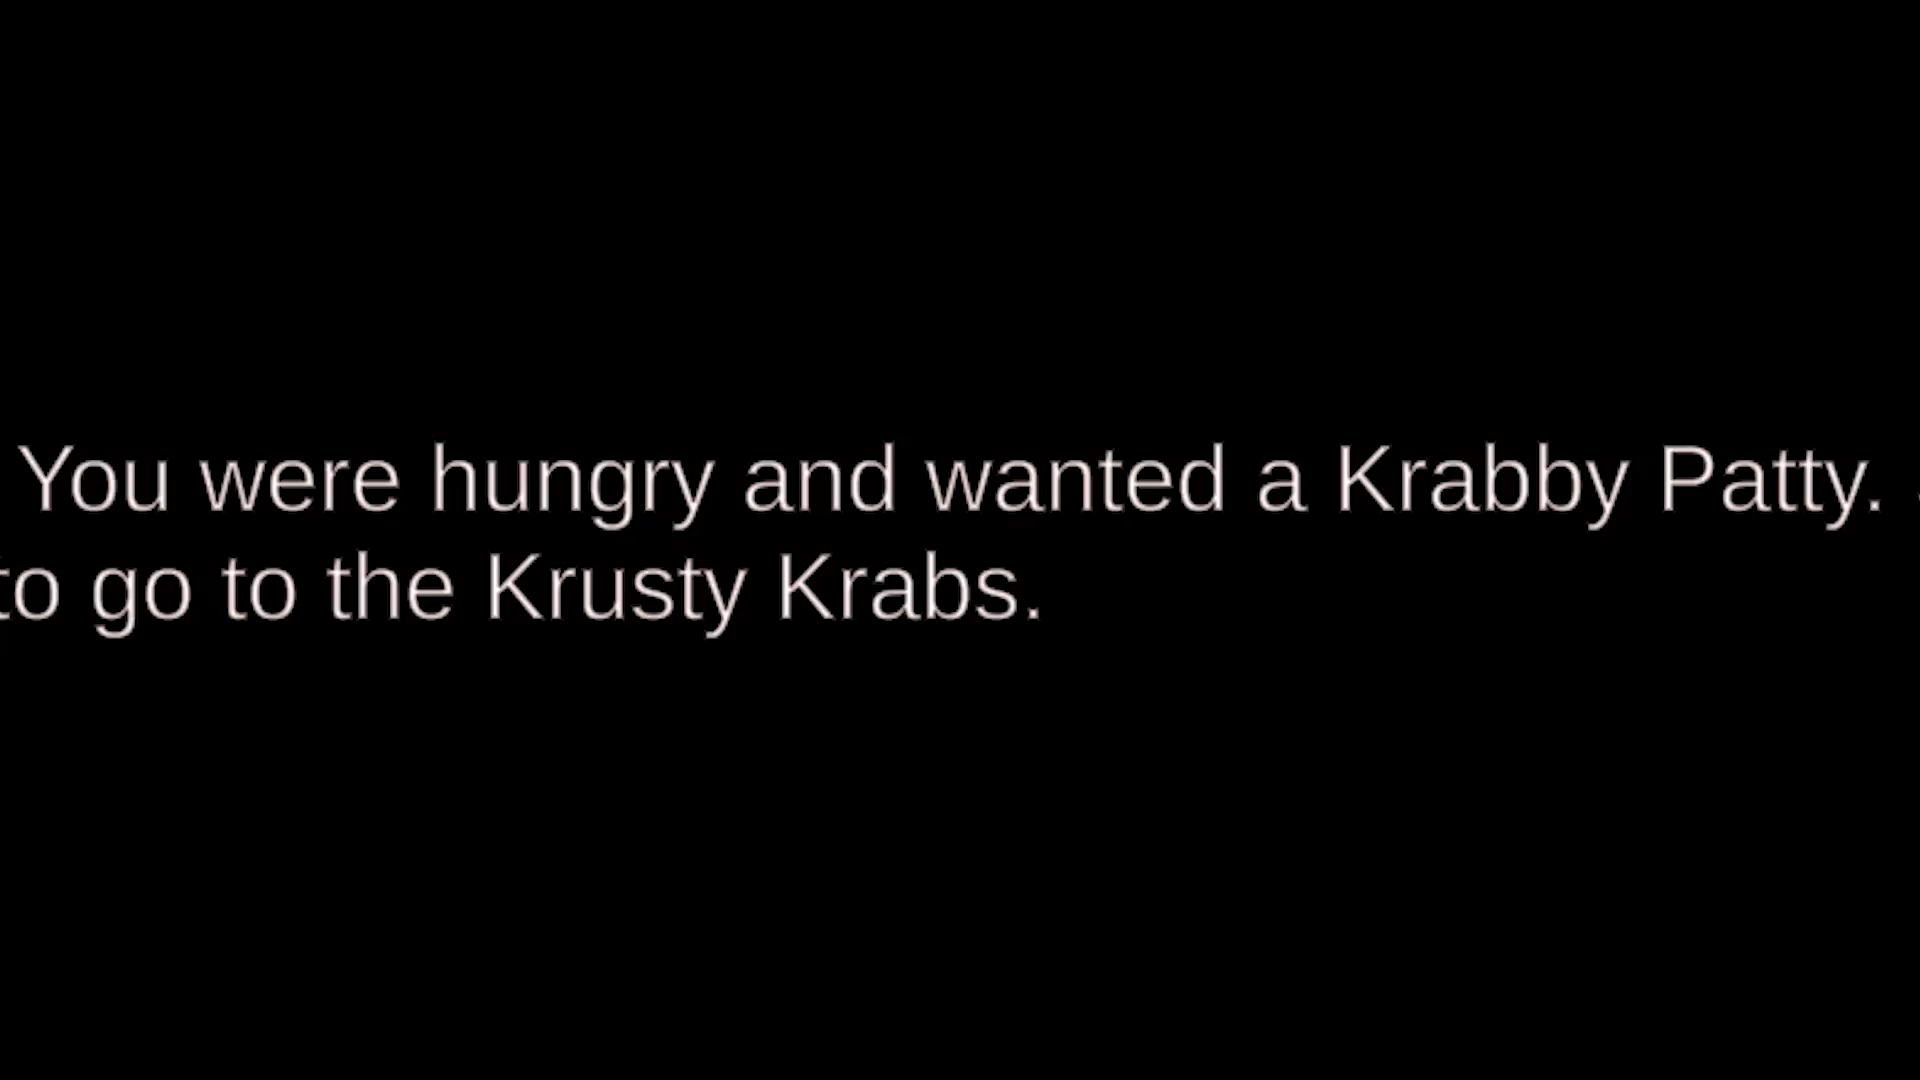 You were hungry and wanted a Krabby Patty.
to go to the Krusty Krabs.